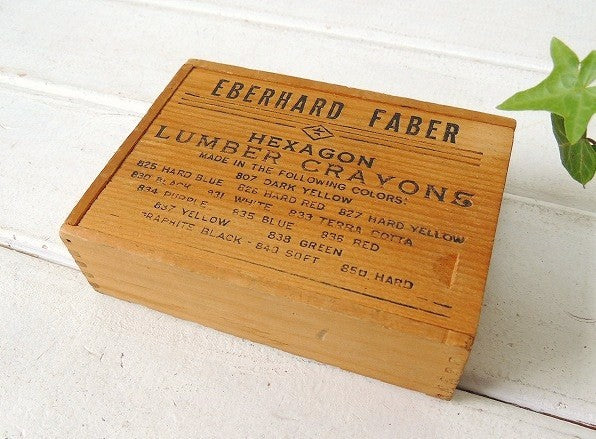 EBERHARD FABER
HEXAGON
LUMBER CRAYONS
MADE IN THE FOLLOWING COLORS:
807 DARK YELLOW
825 HARD BLUE 826 HARD RED 827 HARD YELLOW
830 BLACK 831 WHITE 833 TERRA COTTA
834 PURPLE 835 BLUE 836 RED
837 YELLOW 838 GREEN
GRAPHITE BLACK - 840 SOFT 850 HARD